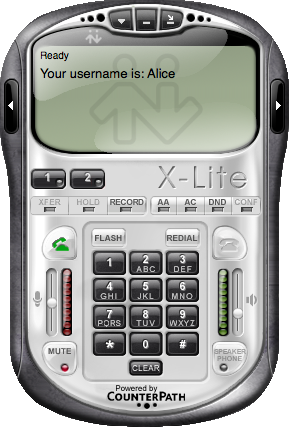 Ready
Your username is: Alice
X-Lite
1 2
XFER HOLD RECORD AA AC DND CONF
FLASH REDIAL
1 2 ABC 3 DEF
4 GHI 5 JKL 6 MNO
7 PQRS 8 TUV 9 WXYZ
* 0 #
MUTE CLEAR SPEAKER PHONE
Powered by
COUNTERPATH